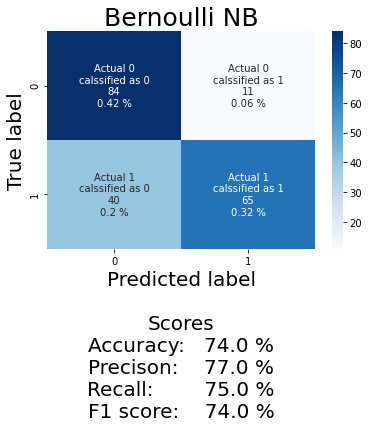 Bernoulli NB
Actual 0
calssified as 0
84
0.42 %
Actual 0
calssified as 1
11
0.06 %
Actual 1
calssified as 0
40
0.2 %
Actual 1
calssified as 1
65
0.32 %
True label
0
1
0
1
Predicted label
80
70
60
50
40
30
20
Scores
Accuracy: 74.0 %
Precison: 77.0 %
Recall: 75.0 %
F1 score: 74.0 %